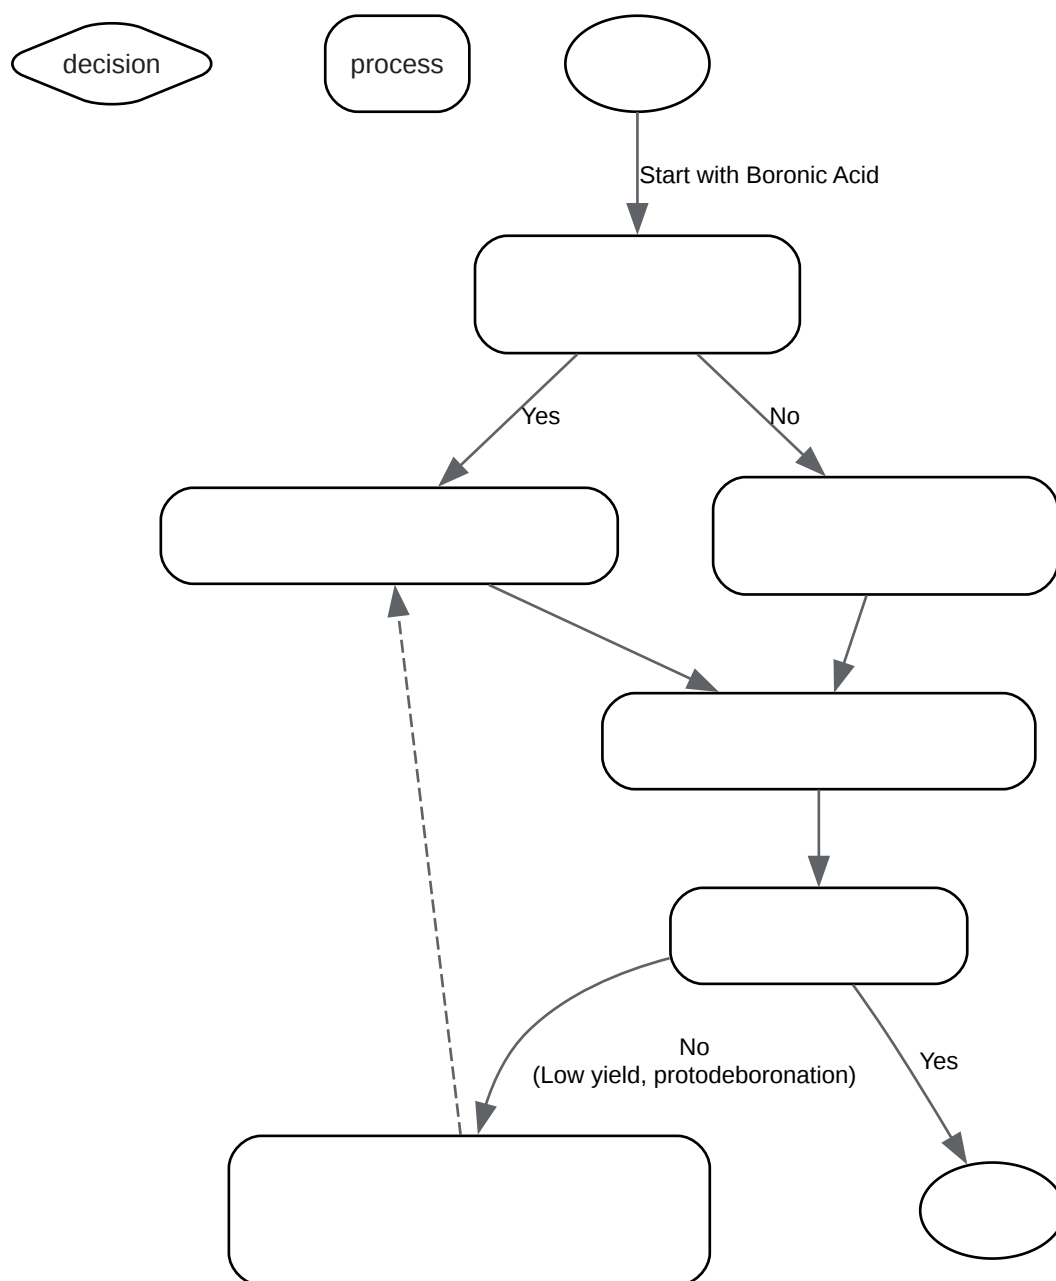 decision
process
Start with Boronic Acid
Yes
No
No
(Low yield, protodeboronation)
Yes